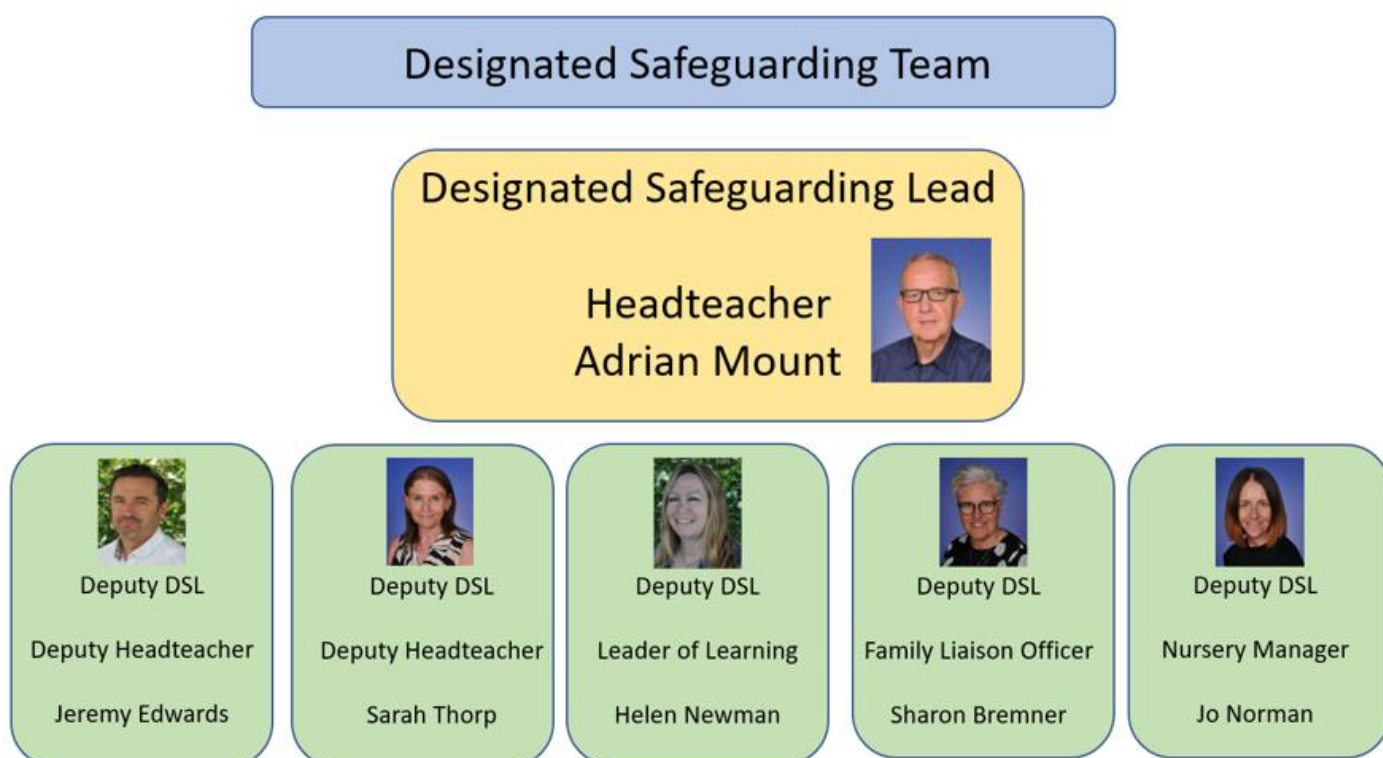 Designated Safeguarding Team
Designated Safeguarding Lead
Headteacher
Adrian Mount
Deputy DSL
Deputy Headteacher
Jeremy Edwards
Deputy DSL
Deputy Headteacher
Sarah Thorp
Deputy DSL
Leader of Learning
Helen Newman
Deputy DSL
Family Liaison Officer
Sharon Bremner
Deputy DSL
Nursery Manager
Jo Norman